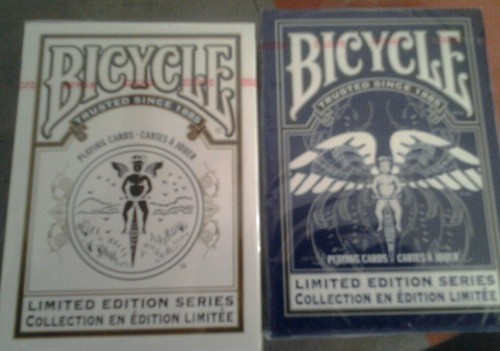 BICYCLE
TRUSTED SINCE 1885
PLAYING CARDS • CARTES À JOUER
LIMITED EDITION SERIES
COLLECTION EN ÉDITION LIMITÉE
BICYCLE
TRUSTED SINCE 1885
PLAYING CARDS • CARTES À JOUER
LIMITED EDITION SERIES
COLLECTION EN ÉDITION LIMITÉE